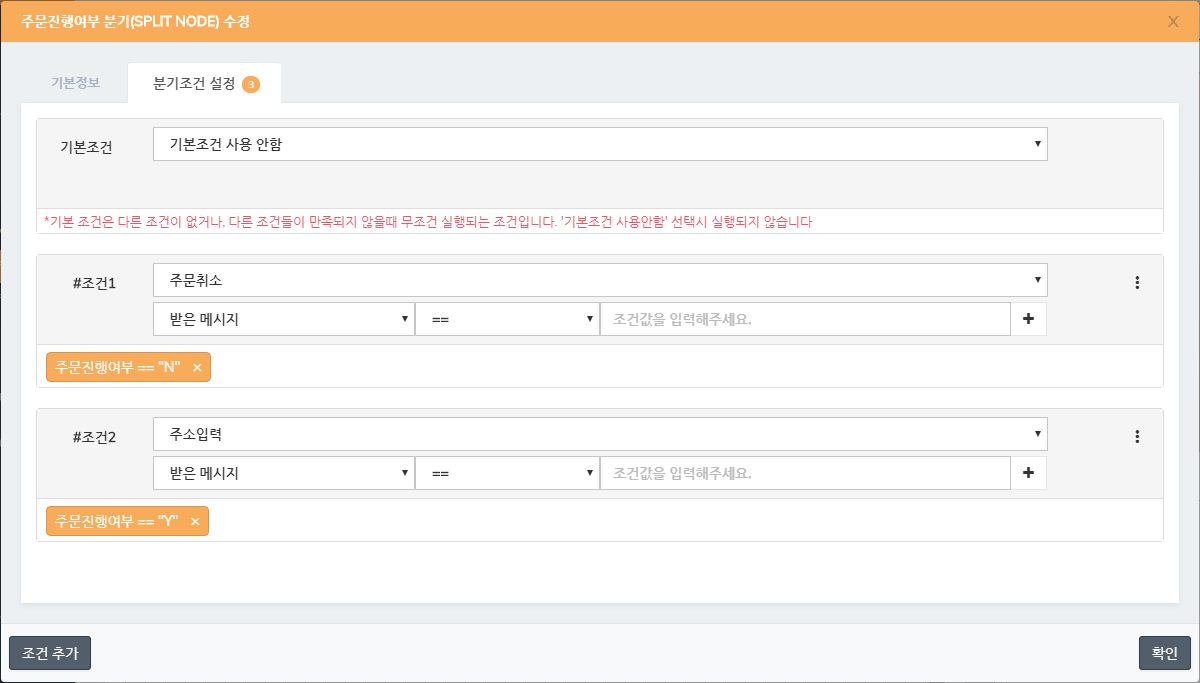 주문진행여부 분기(SPLIT NODE) 수정 X
기본정보 분기조건 설정 3
기본조건 기본조건 사용 안함
*기본 조건은 다른 조건이 없거나, 다른 조건들이 만족되지 않을때 무조건 실행되는 조건입니다. '기본조건 사용안함' 선택시 실행되지 않습니다
#조건1 주문취소
받은 메시지 == 조건값을 입력해주세요. +
주문진행여부 == "N" ×
#조건2 주소입력
받은 메시지 == 조건값을 입력해주세요. +
주문진행여부 == "Y" ×
조건 추가 확인